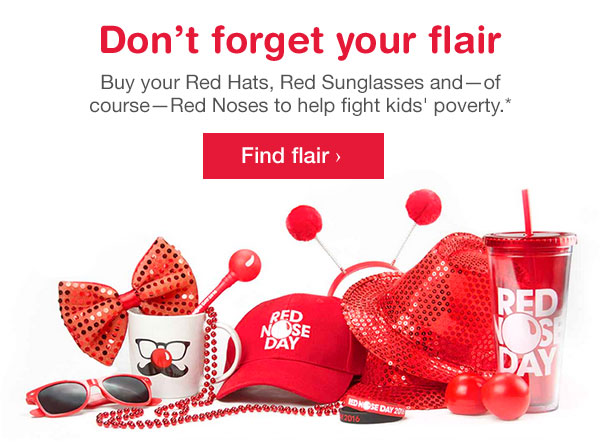 Don’t forget your flair
Buy your Red Hats, Red Sunglasses and—of
course—Red Noses to help fight kids' poverty.*
Find flair ›
RED
NOSE
DAY
RED
NOSE
DAY
RED NOSE DAY 201
2016